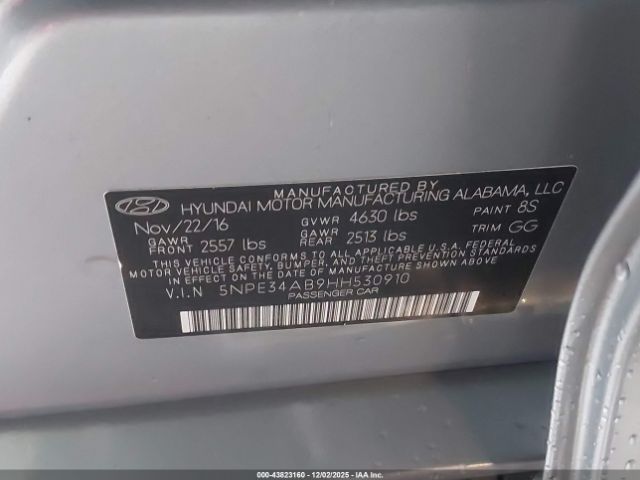 MANUFACTURED BY
HYUNDAI MOTOR MANUFACTURING ALABAMA, LLC
Nov/22/16 GVWR 4630 lbs PAINT 8S
GAWR FRONT 2557 lbs GAWR REAR 2513 lbs TRIM GG
THIS VEHICLE CONFORMS TO ALL APPLICABLE U.S.A. FEDERAL
MOTOR VEHICLE SAFETY, BUMPER, AND THEFT PREVENTION STANDARDS
IN EFFECT ON THE DATE OF MANUFACTURE SHOWN ABOVE.
V.I.N 5NPE34AB9HH530910
PASSENGER CAR
IAA-43823160 | 12/02/2025 - IAAI.COM